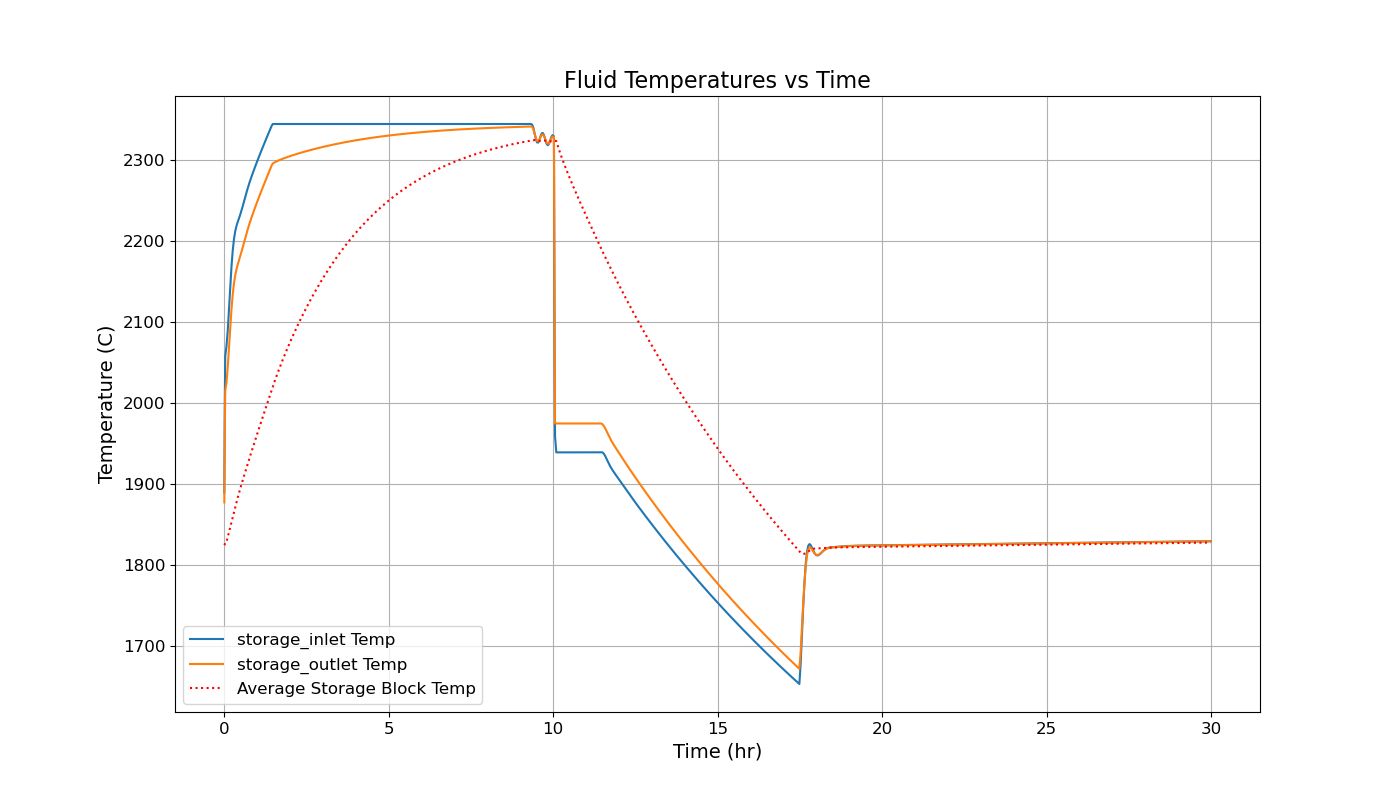 Fluid Temperatures vs Time
Temperature (C)
2300
2200
2100
2000
1900
1800
1700
storage_inlet Temp
storage_outlet Temp
Average Storage Block Temp
0 5 10 15 20 25 30
Time (hr)